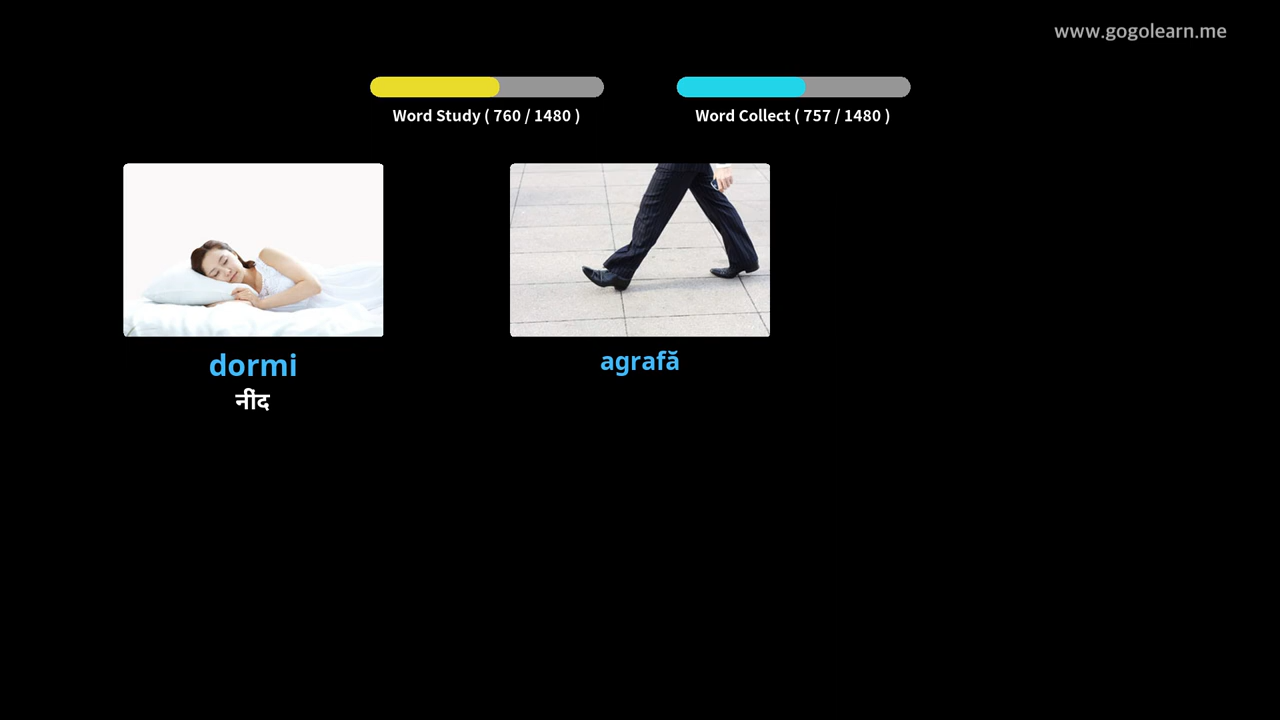 www.gogolearn.me
Word Study ( 760 / 1480 )
Word Collect ( 757 / 1480 )
dormi
नींद
agrafă